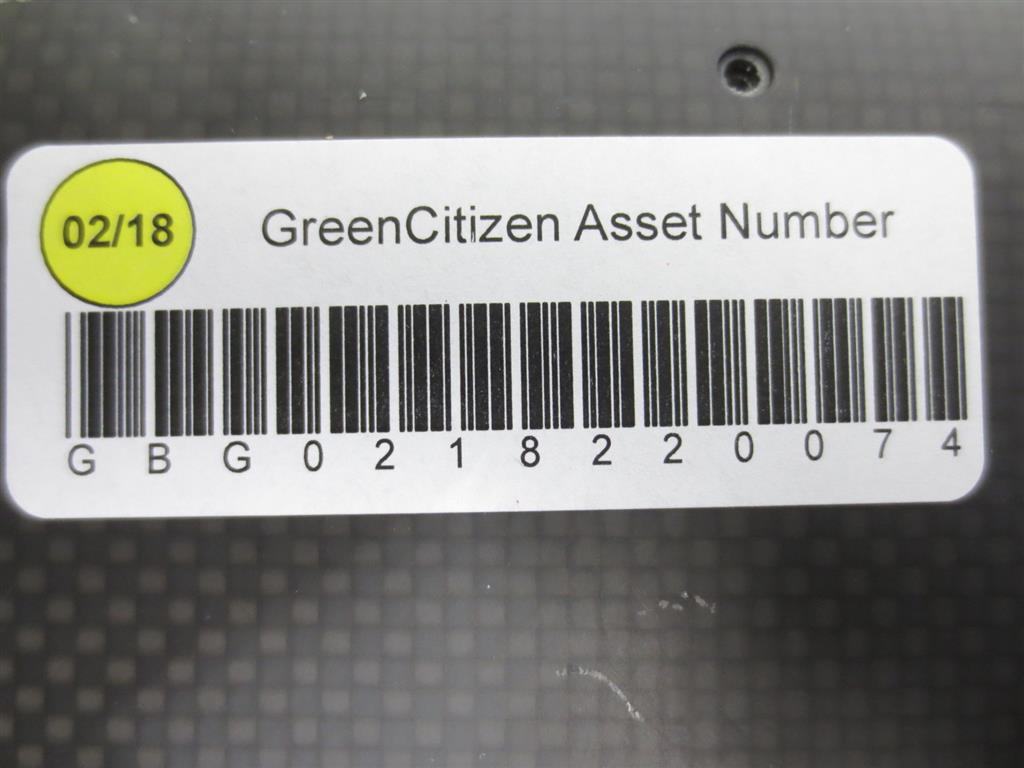 02/18
GreenCitizen Asset Number
G B G 0 2 1 8 2 2 0 0 7 4